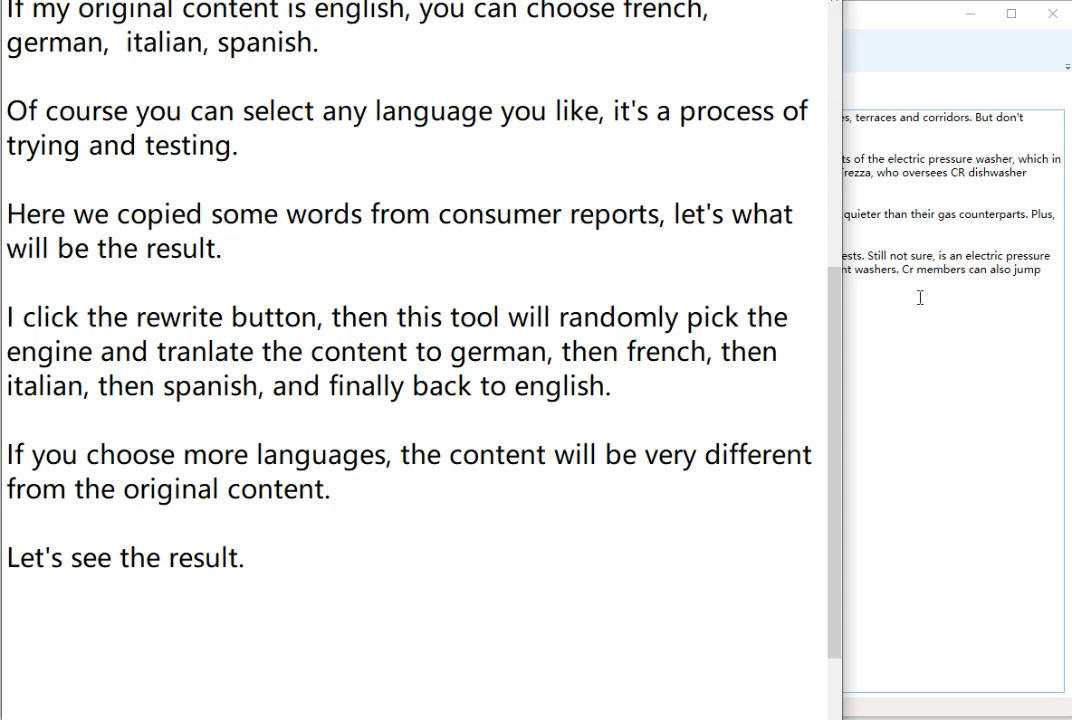 If my original content is english, you can choose french,
german,  italian, spanish.
Of course you can select any language you like, it's a process of
trying and testing.
Here we copied some words from consumer reports, let's what
will be the result.
I click the rewrite button, then this tool will randomly pick the
engine and tranlate the content to german, then french, then
italian, then spanish, and finally back to english.
If you choose more languages, the content will be very different
from the original content.
Let's see the result.
terraces and corridors. But don't
of the electric pressure washer, which in
who oversees CR dishwasher
quieter than their gas counterparts. Plus,
Still not sure, is an electric pressure
washers. Cr members can also jump